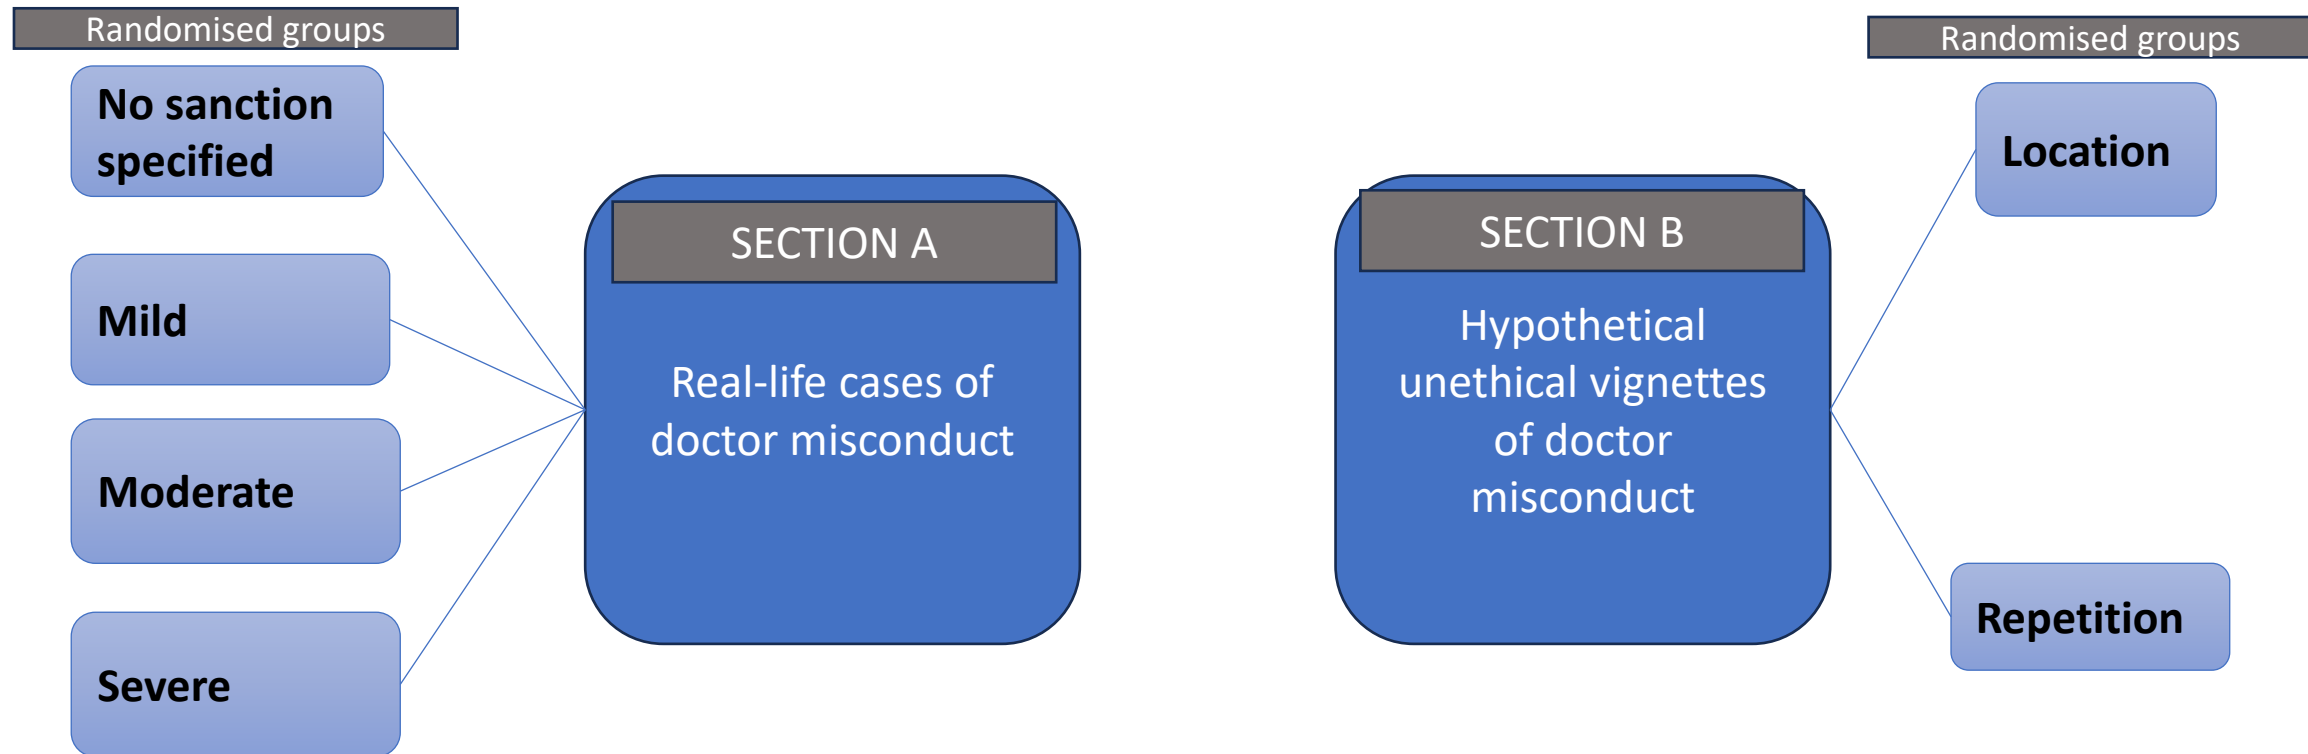 Randomised groups
No sanction
specified
Mild
Moderate
Severe
SECTION A
Real-life cases of
doctor misconduct
SECTION B
Hypothetical
unethical vignettes
of doctor
misconduct
Randomised groups
Location
Repetition